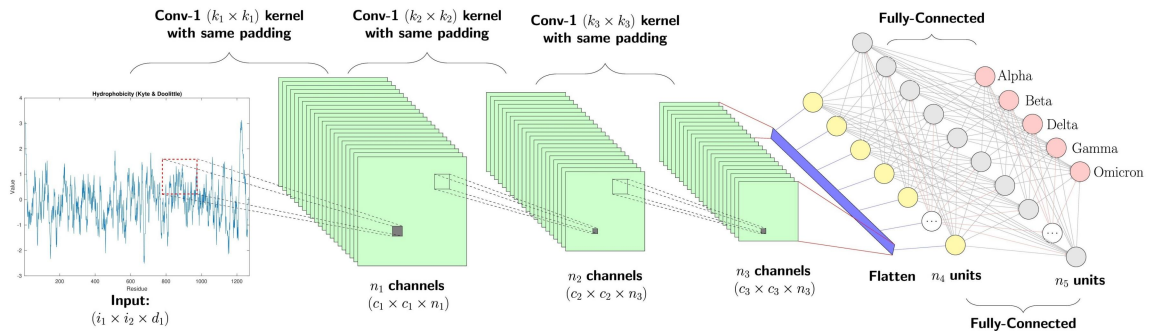 Conv-1 (k₁ × k₁) kernel
with same padding
Conv-1 (k₂ × k₂) kernel
with same padding
Conv-1 (k₃ × k₃) kernel
with same padding
Fully-Connected
Hydrophobicity (Kyte & Doolittle)
4
3
2
1
0
-1
-2
-3
Value
200
400
600
800
1000
1200
Residue
Input:
(i₁ × i₂ × d₁)
n₁ channels
(c₁ × c₁ × n₁)
n₂ channels
(c₂ × c₂ × n₃)
n₃ channels
(c₃ × c₃ × n₃)
Flatten
...
n₄ units
Alpha
Beta
Delta
Gamma
Omicron
...
n₅ units
Fully-Connected